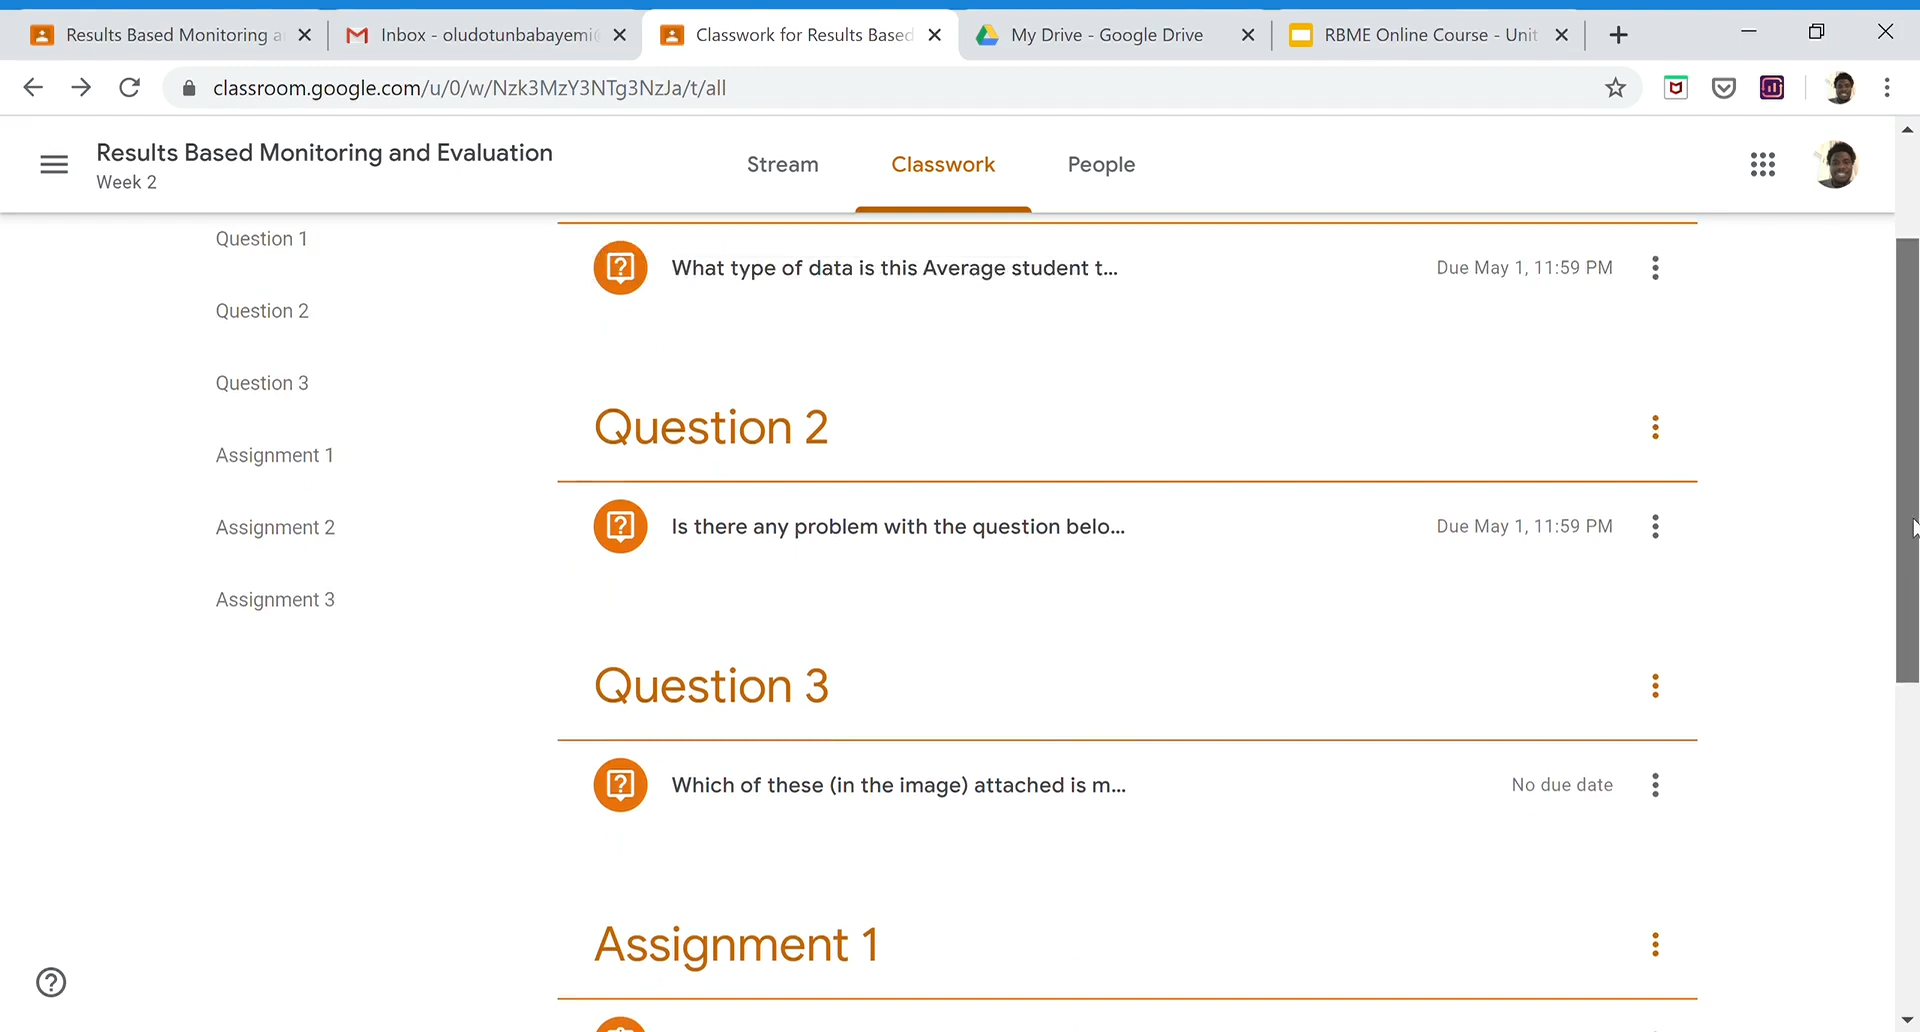 Results Based Monitoring a
Inbox - oludotunbabayemi
Classwork for Results Based
My Drive - Google Drive
RBME Online Course - Unit
classroom.google.com/u/0/w/Nzk3MzY3NTg3NzJa/t/all
Results Based Monitoring and Evaluation
Week 2
Stream
Classwork
People
Question 1
Question 2
Question 3
Assignment 1
Assignment 2
Assignment 3
What type of data is this Average student t...
Due May 1, 11:59 PM
Question 2
Is there any problem with the question belo...
Due May 1, 11:59 PM
Question 3
Which of these (in the image) attached is m...
No due date
Assignment 1